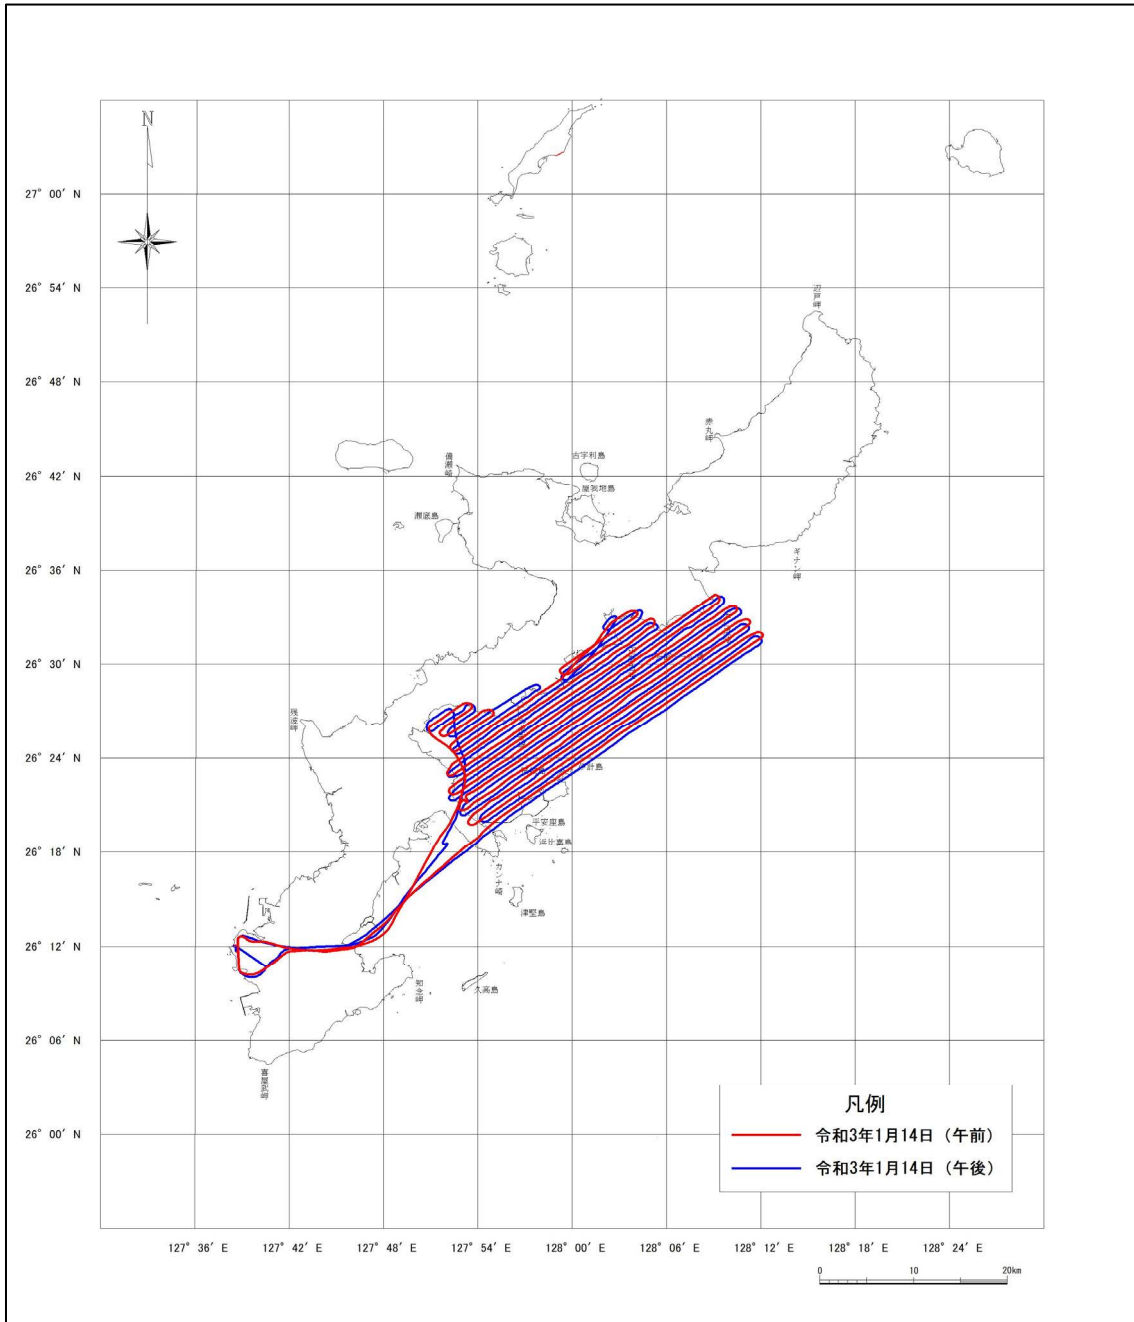 N
27° 00′ N
26° 54′ N
辺戸岬
26° 48′ N
赤丸岬
備瀬崎
古宇利島
26° 42′ N
屋我地島
瀬底島
ギナン岬
26° 36′ N
26° 30′ N
残波岬
26° 24′ N
計島
平安座島
浜比嘉島
26° 18′ N
カンナ崎
津堅島
26° 12′ N
知念岬
久高島
26° 06′ N
喜屋武岬
凡例
26° 00′ N
令和3年1月14日（午前）
令和3年1月14日（午後）
127° 36′ E
127° 42′ E
127° 48′ E
127° 54′ E
128° 00′ E
128° 06′ E
128° 12′ E
128° 18′ E
128° 24′ E
0
10
20km